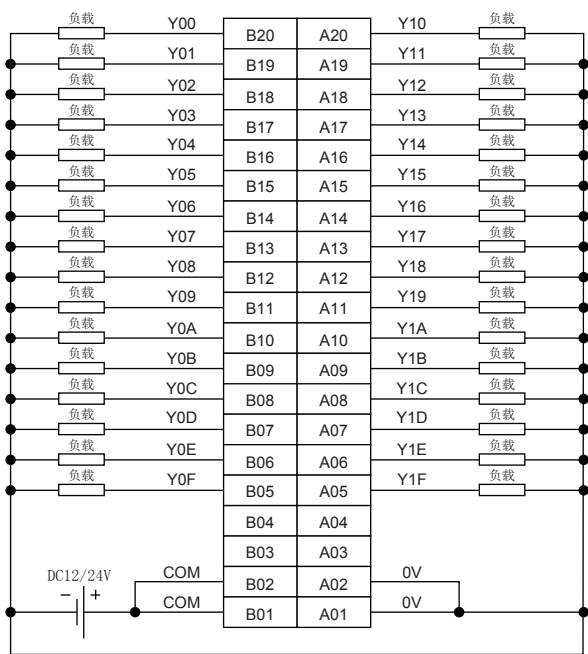 负载 Y00 B20 A20 Y10 负载
负载 Y01 B19 A19 Y11 负载
负载 Y02 B18 A18 Y12 负载
负载 Y03 B17 A17 Y13 负载
负载 Y04 B16 A16 Y14 负载
负载 Y05 B15 A15 Y15 负载
负载 Y06 B14 A14 Y16 负载
负载 Y07 B13 A13 Y17 负载
负载 Y08 B12 A12 Y18 负载
负载 Y09 B11 A11 Y19 负载
负载 Y0A B10 A10 Y1A 负载
负载 Y0B B09 A09 Y1B 负载
负载 Y0C B08 A08 Y1C 负载
负载 Y0D B07 A07 Y1D 负载
负载 Y0E B06 A06 Y1E 负载
负载 Y0F B05 A05 Y1F 负载
B04 A04
B03 A03
DC12/24V COM B02 A02 0V
− + COM B01 A01 0V